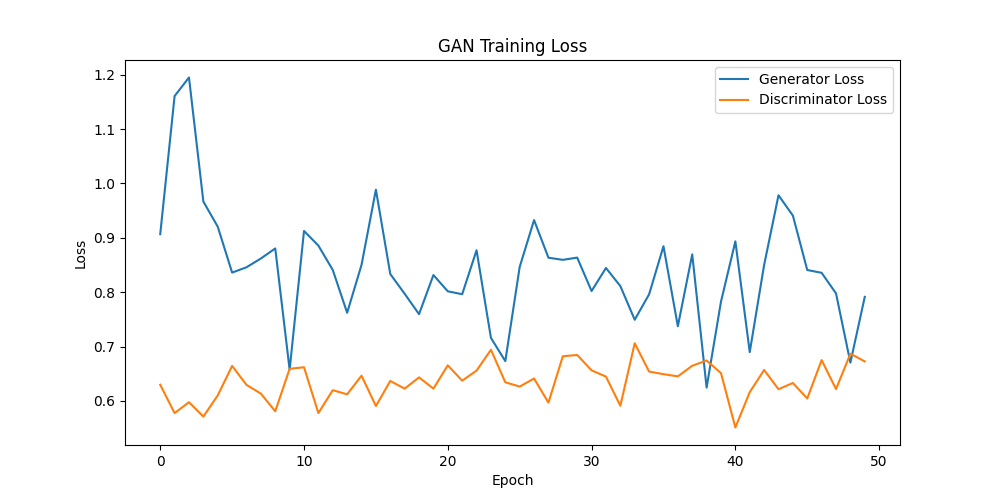 GAN Training Loss
Generator Loss
Discriminator Loss
1.2
1.1
1.0
0.9
0.8
0.7
0.6
Loss
0 10 20 30 40 50
Epoch